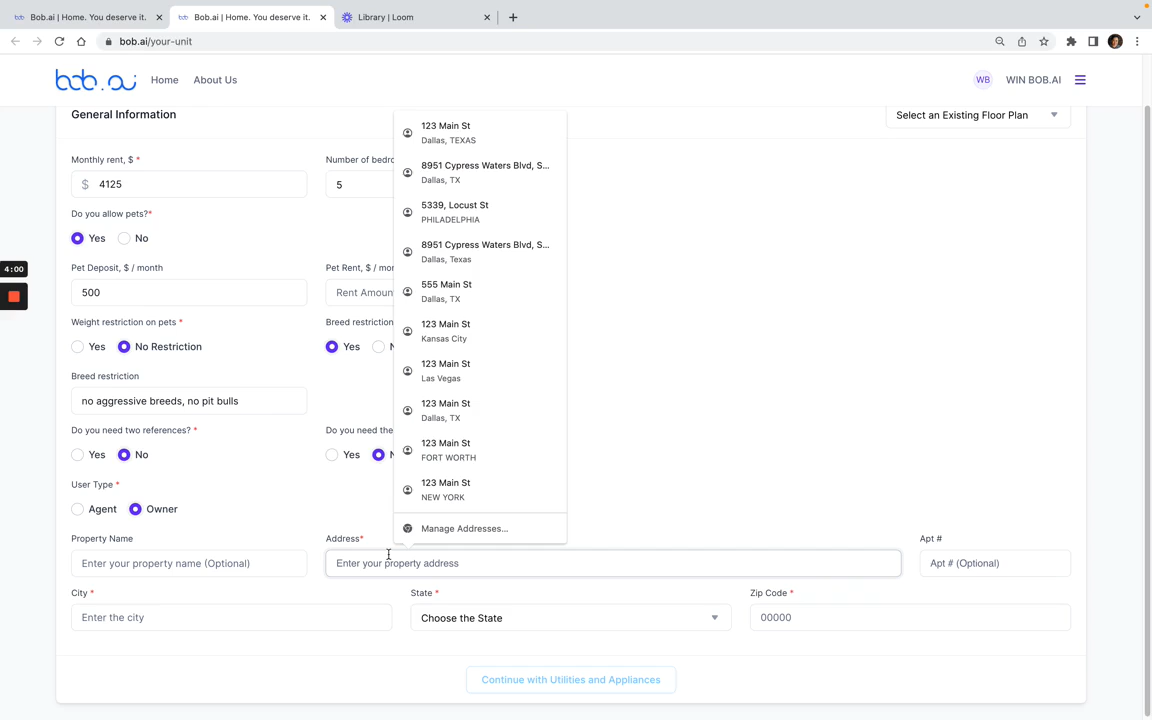 Bob.ai | Home. You deserve it.
Bob.ai | Home. You deserve it.
Library | Loom
bob.ai/your-unit
bob.ai
Home
About Us
WB
WIN BOB.AI
General Information
Select an Existing Floor Plan
Monthly rent, $ *
Number of bedro
$ 4125
5
Do you allow pets?*
Yes
No
Pet Deposit, $ / month
Pet Rent, $ / mo
500
Rent Amoun
Weight restriction on pets *
Breed restriction
Yes
No Restriction
Yes
N
Breed restriction
no aggressive breeds, no pit bulls
Do you need two references? *
Do you need the
Yes
No
Yes
N
User Type *
Agent
Owner
123 Main St
Dallas, TEXAS
8951 Cypress Waters Blvd, S...
Dallas, TX
5339, Locust St
PHILADELPHIA
8951 Cypress Waters Blvd, S...
Dallas, Texas
555 Main St
Dallas, TX
123 Main St
Kansas City
123 Main St
Las Vegas
123 Main St
Dallas, TX
123 Main St
FORT WORTH
123 Main St
NEW YORK
Manage Addresses...
4:00
Property Name
Address*
Apt #
Enter your property name (Optional)
Enter your property address
Apt # (Optional)
City *
State *
Zip Code *
Enter the city
Choose the State
00000
Continue with Utilities and Appliances